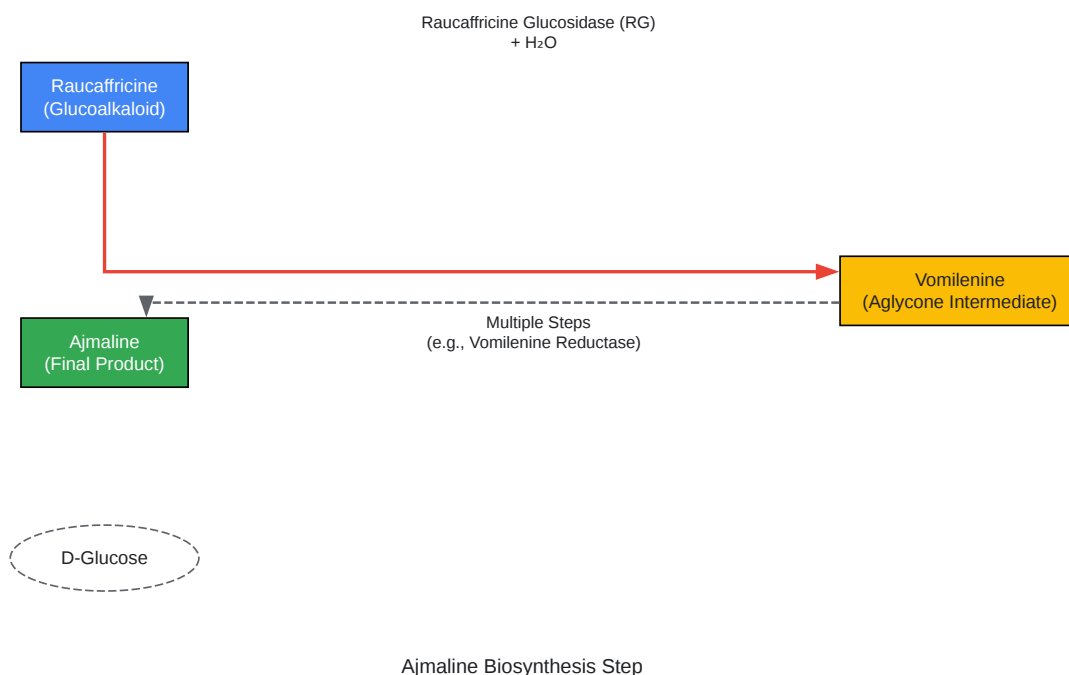 Raucaffricine Glucosidase (RG)
+ H₂O
Raucaffricine
(Glucoalkaloid)
Vomilenine
(Aglycone Intermediate)
Multiple Steps
(e.g., Vomilenine Reductase)
Ajmaline
(Final Product)
D-Glucose
Ajmaline Biosynthesis Step